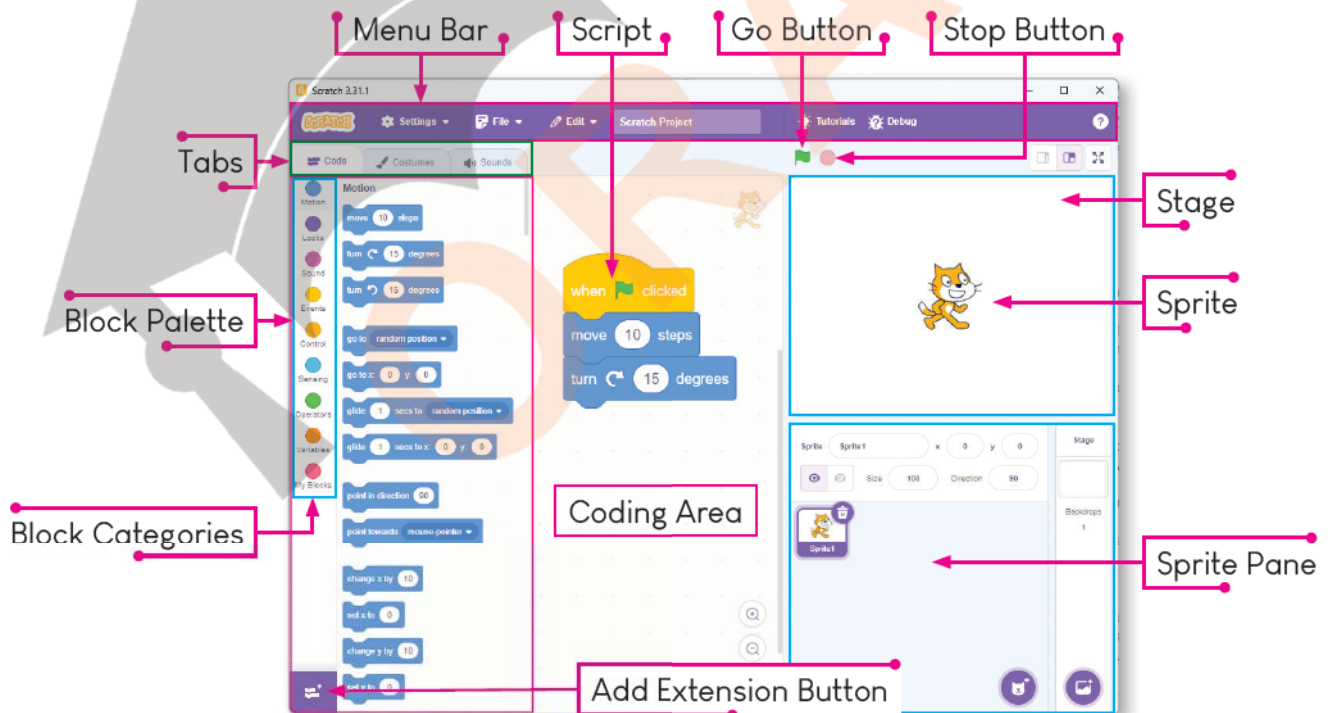 Menu Bar
Script
Go Button
Stop Button
Scratch 3.31.1
SCRATCH
Settings
File
Edit
Scratch Project
Tutorials
Debug
?
Tabs
Code
Costumes
Sounds
Stage
Sprite
Block Palette
Block Categories
Motion
Looks
Sound
Events
Control
Sensing
Operators
Variables
My Blocks
Motion
move 10 steps
turn 15 degrees
turn 15 degrees
go to random position
go to x: 0 y: 0
glide 1 secs to random position
glide 1 secs to x: 0 y: 0
point in direction 90
point towards mouse-pointer
change x by 10
set x to 0
change y by 10
set y to 0
when clicked
move 10 steps
turn 15 degrees
Coding Area
Sprite Sprite1 x 0 y 0
Size 100 Direction 90
Sprite1
Stage
Backdrops
1
Sprite Pane
Add Extension Button
ORA